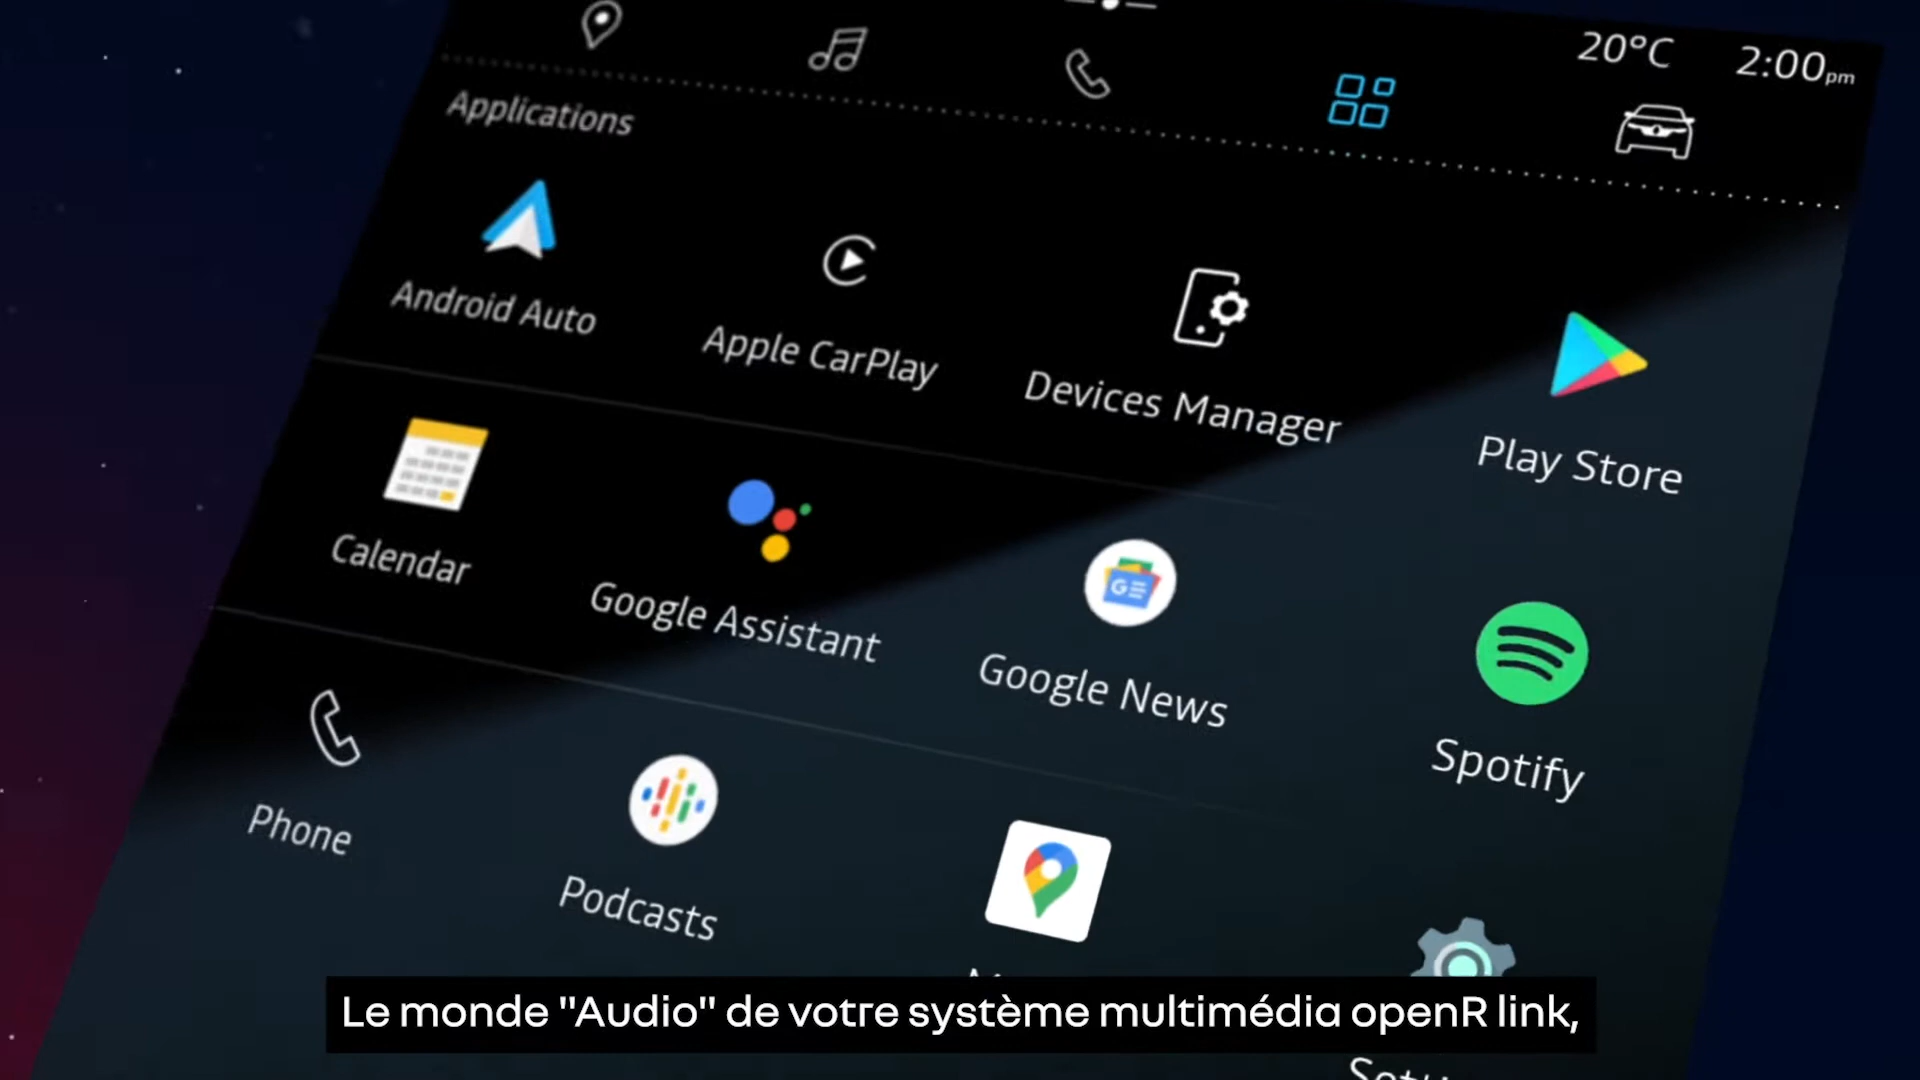 20°C 2:00pm
Applications
Android Auto
Apple CarPlay
Devices Manager
Play Store
Calendar
Google Assistant
Google News
Spotify
Phone
Podcasts
Le monde "Audio" de votre système multimédia openR link,